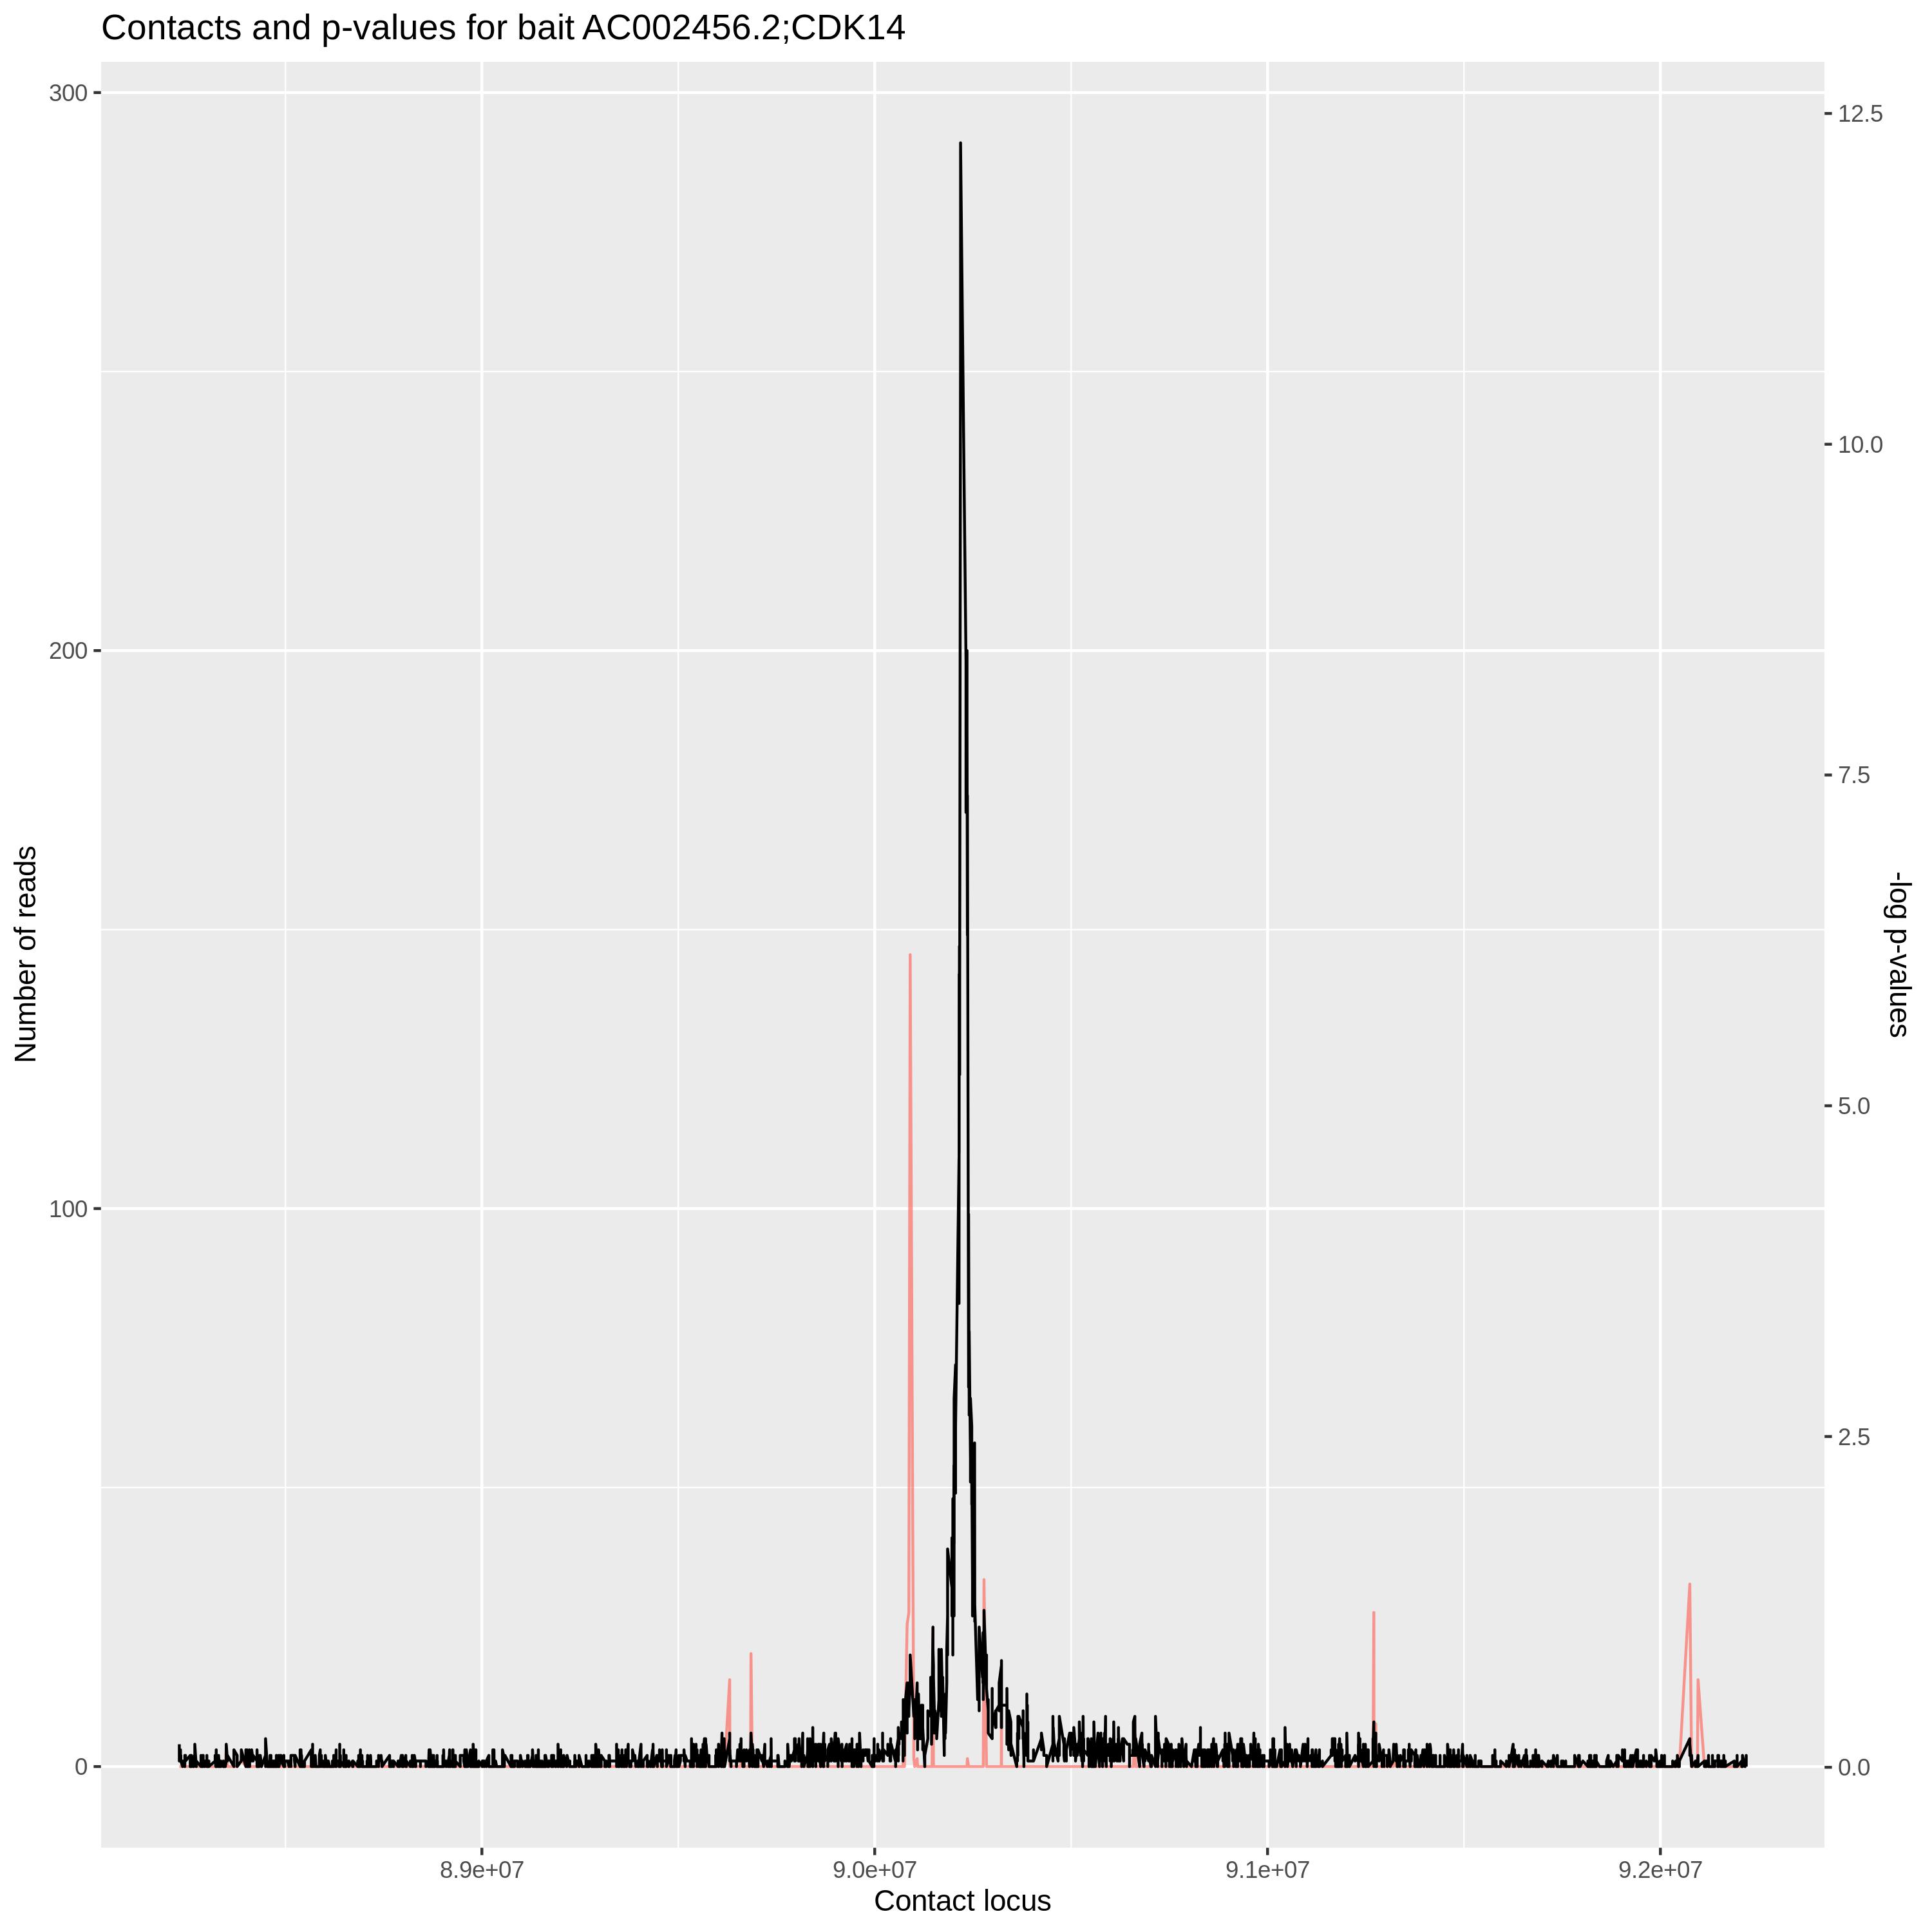 Contacts and p-values for bait AC002456.2;CDK14
300
200
100
0
Number of reads
12.5
10.0
7.5
5.0
2.5
0.0
-log p-values
8.9e+07
9.0e+07
9.1e+07
9.2e+07
Contact locus